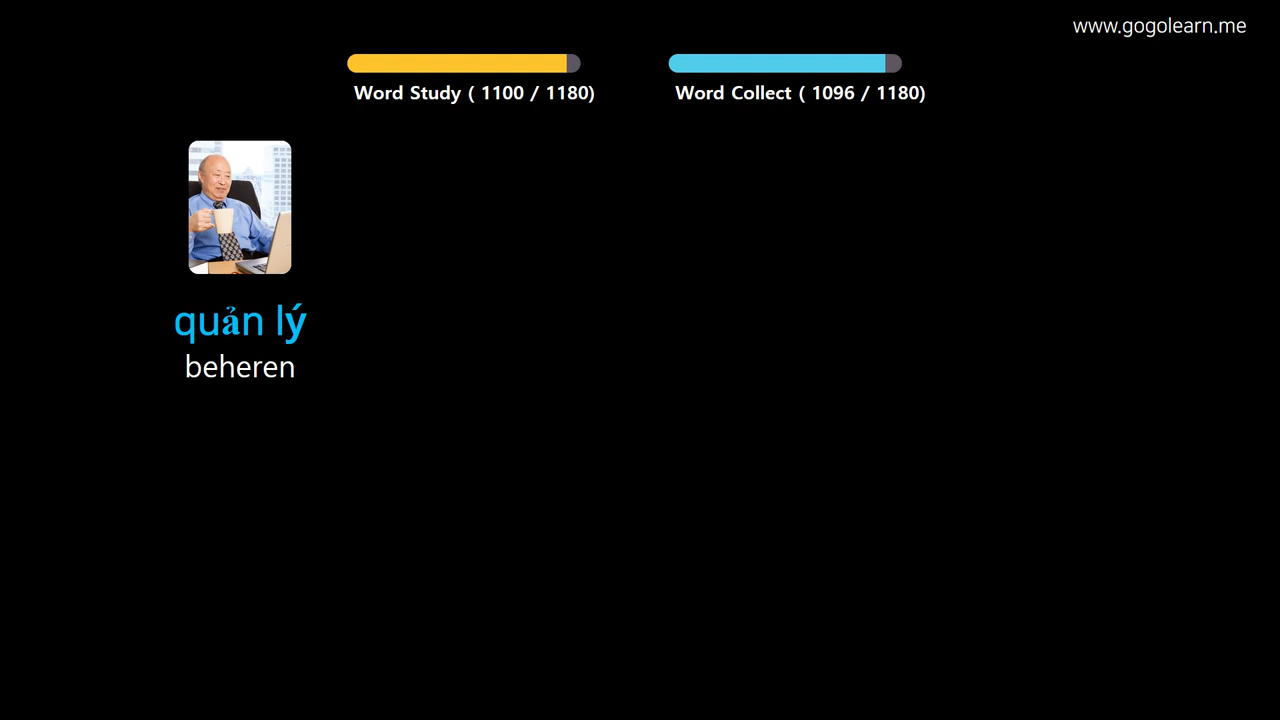 www.gogolearn.me
Word Study ( 1100 / 1180)
Word Collect ( 1096 / 1180)
quản lý
beheren